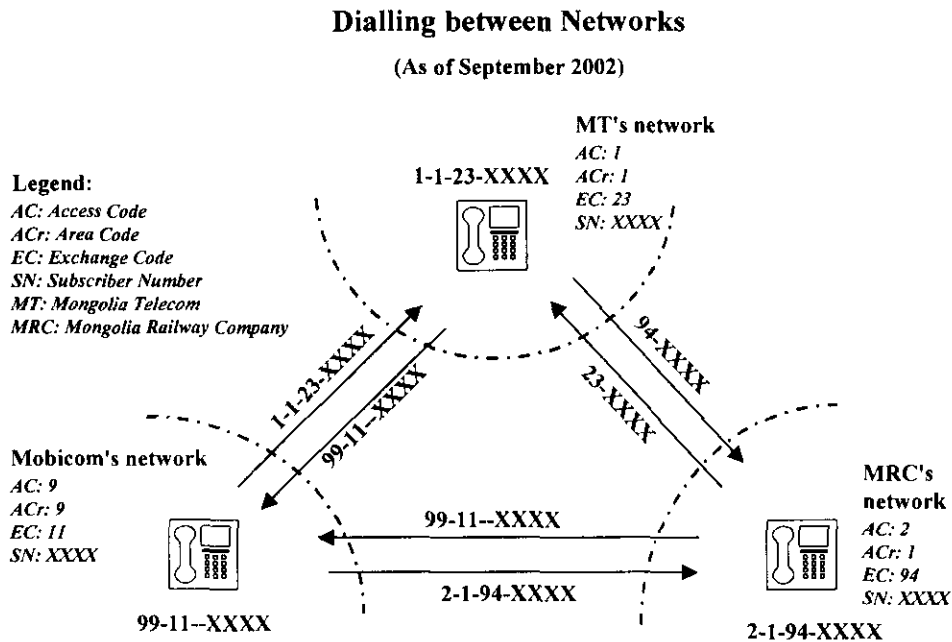 Dialling between Networks
(As of September 2002)
MT's network
AC: 1
ACr: 1
EC: 23
SN: XXXX
1-1-23-XXXX
Legend:
AC: Access Code
ACr: Area Code
EC: Exchange Code
SN: Subscriber Number
MT: Mongolia Telecom
MRC: Mongolia Railway Company
1-1-23-XXXX
99-11--XXXX
94-XXXX
23-XXXX
Mobicom's network
AC: 9
ACr: 9
EC: 11
SN: XXXX
99-11--XXXX
99-11--XXXX
2-1-94-XXXX
MRC's
network
AC: 2
ACr: 1
EC: 94
SN: XXXX
2-1-94-XXXX